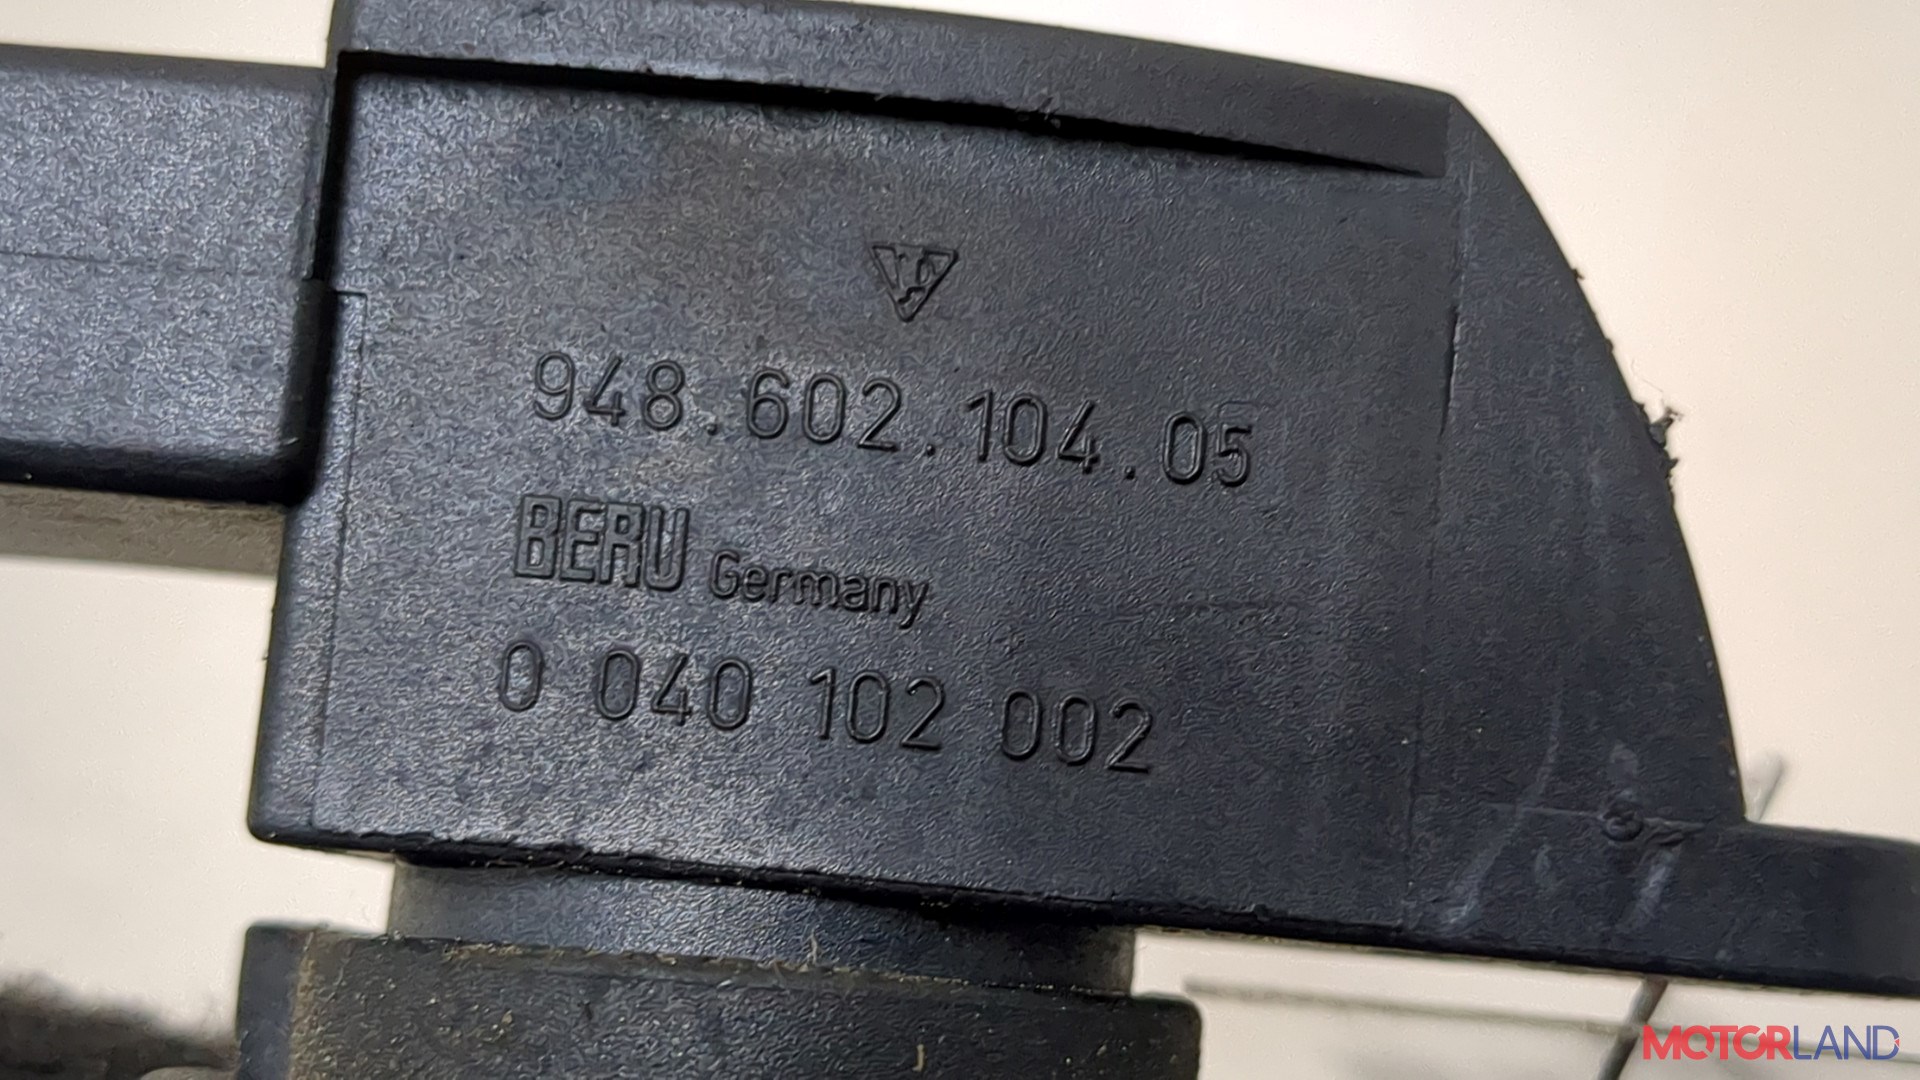 948.602.104.05
BERU Germany
0 040 102 002
MOTORLAND